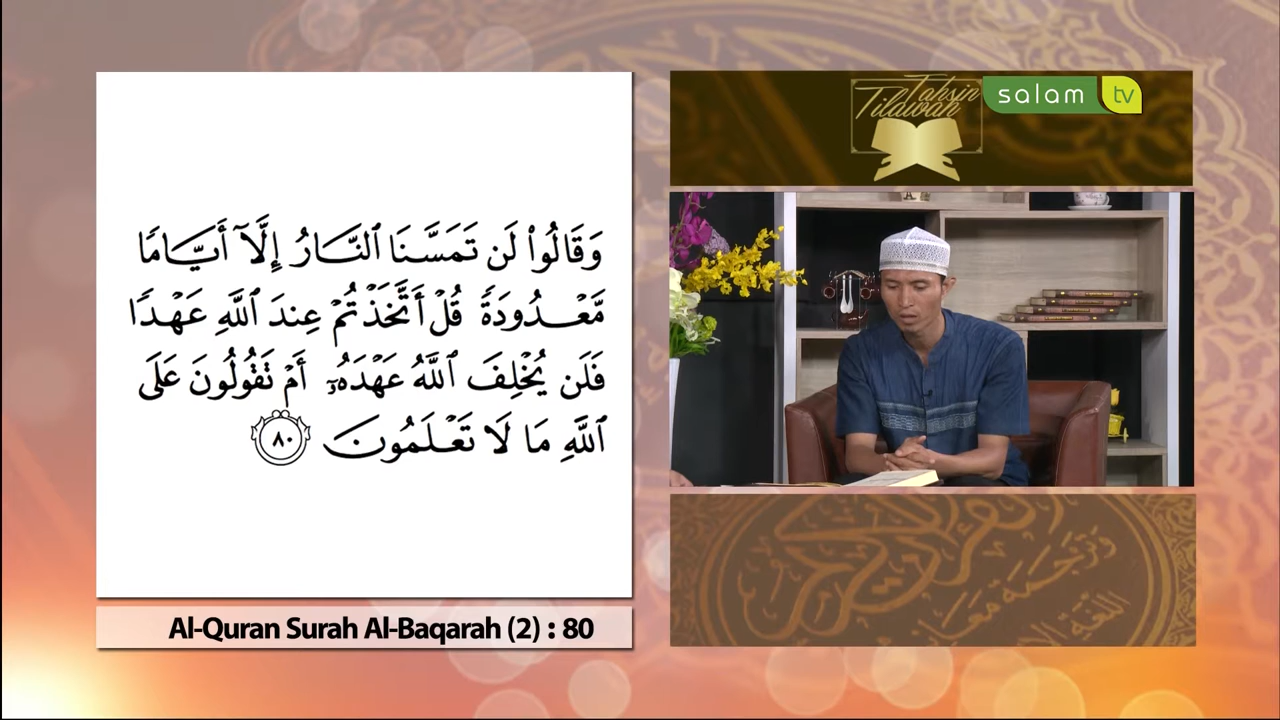 وَقَالُوا۟ لَن تَمَسَّنَا ٱلنَّارُ إِلَّآ أَيَّامًا
مَّعْدُودَةً قُلْ أَتَّخَذْتُمْ عِندَ ٱللَّهِ عَهْدًا
فَلَن يُخْلِفَ ٱللَّهُ عَهْدَهُۥٓ أَمْ تَقُولُونَ عَلَى
ٱللَّهِ مَا لَا تَعْلَمُونَ ٨٠
Al-Quran Surah Al-Baqarah (2) : 80
Tahsin
Tilawah
salam tv